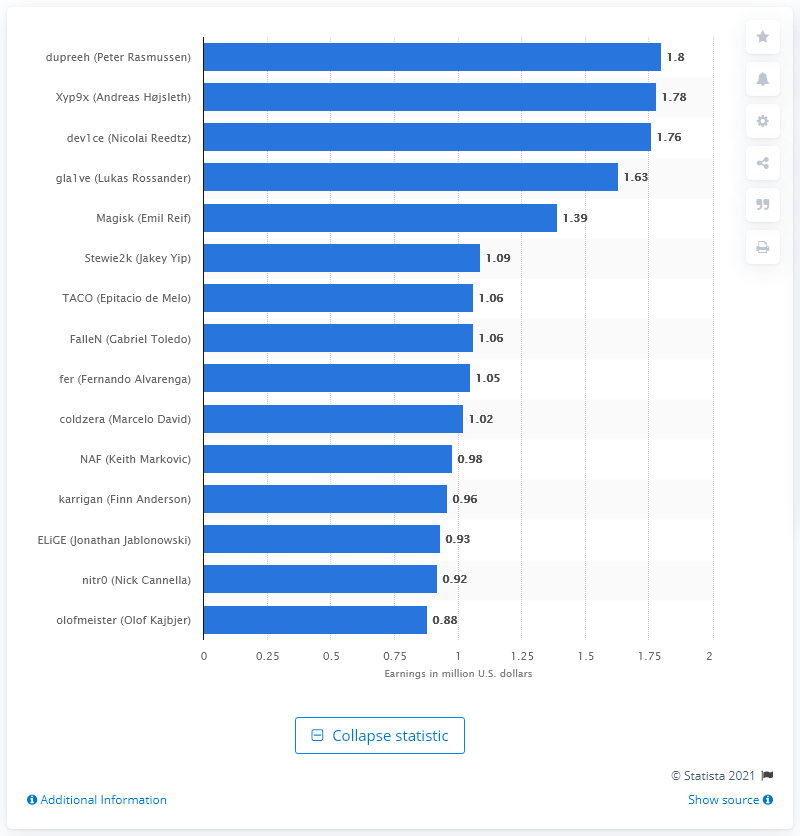 dupreeh (Peter Rasmussen) 1.8
Xyp9x (Andreas Højsleth) 1.78
dev1ce (Nicolai Reedtz) 1.76
gla1ve (Lukas Rossander) 1.63
Magisk (Emil Reif) 1.39
Stewie2k (Jakey Yip) 1.09
TACO (Epitacio de Melo) 1.06
FalleN (Gabriel Toledo) 1.06
fer (Fernando Alvarenga) 1.05
coldzera (Marcelo David) 1.02
NAF (Keith Markovic) 0.98
karrigan (Finn Anderson) 0.96
ELiGE (Jonathan Jablonowski) 0.93
nitr0 (Nick Cannella) 0.92
olofmeister (Olof Kajbjer) 0.88
0 0.25 0.5 0.75 1 1.25 1.5 1.75 2
Earnings in million U.S. dollars
Collapse statistic
© Statista 2021
Additional Information Show source